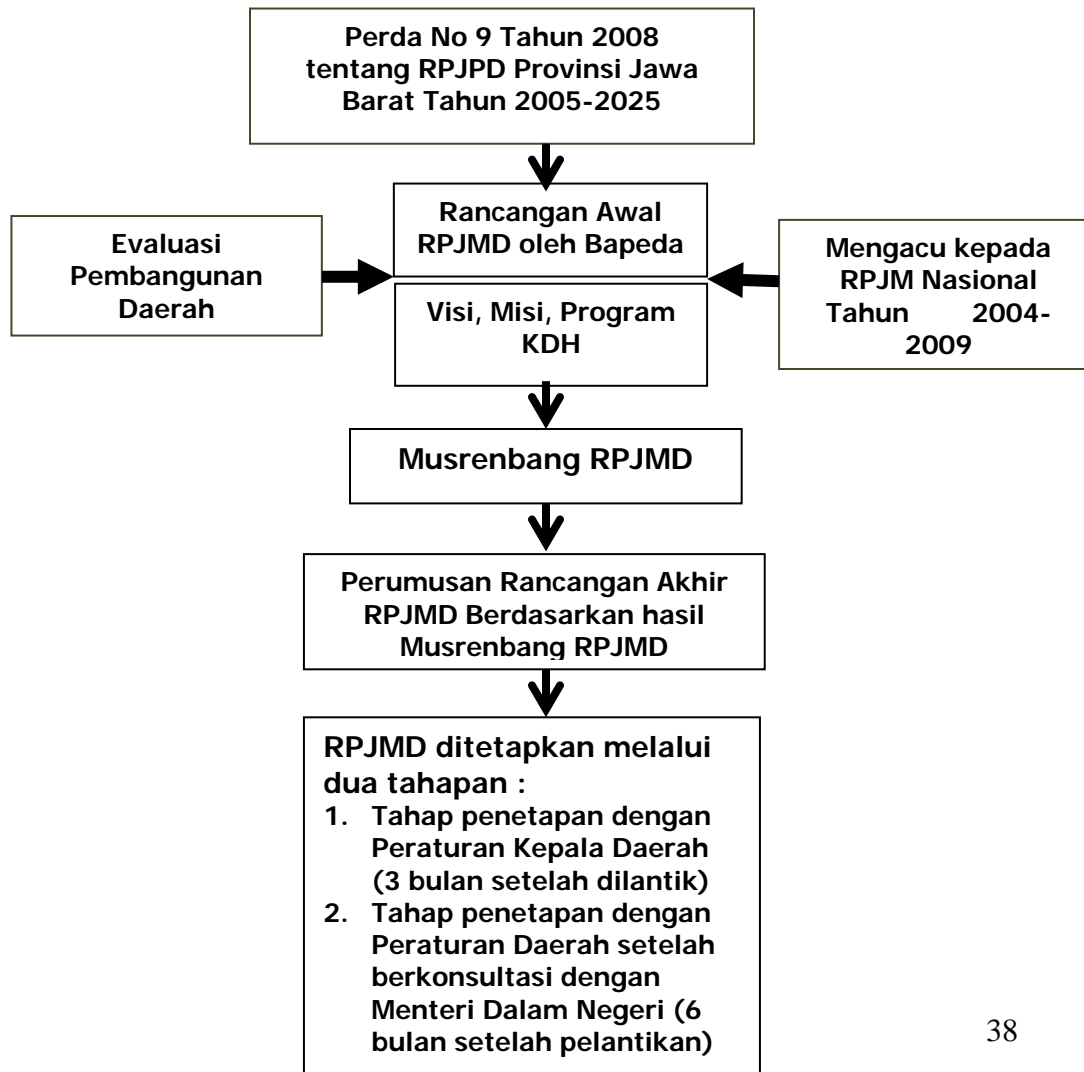 Perda No 9 Tahun 2008
tentang RPJPD Provinsi Jawa
Barat Tahun 2005-2025
Rancangan Awal
RPJMD oleh Bapeda
Evaluasi
Pembangunan
Daerah
Mengacu kepada
RPJM Nasional
Tahun 2004-
2009
Visi, Misi, Program
KDH
Musrenbang RPJMD
Perumusan Rancangan Akhir
RPJMD Berdasarkan hasil
Musrenbang RPJMD
RPJMD ditetapkan melalui
dua tahapan :
1. Tahap penetapan dengan
Peraturan Kepala Daerah
(3 bulan setelah dilantik)
2. Tahap penetapan dengan
Peraturan Daerah setelah
berkonsultasi dengan
Menteri Dalam Negeri (6
bulan setelah pelantikan)
38